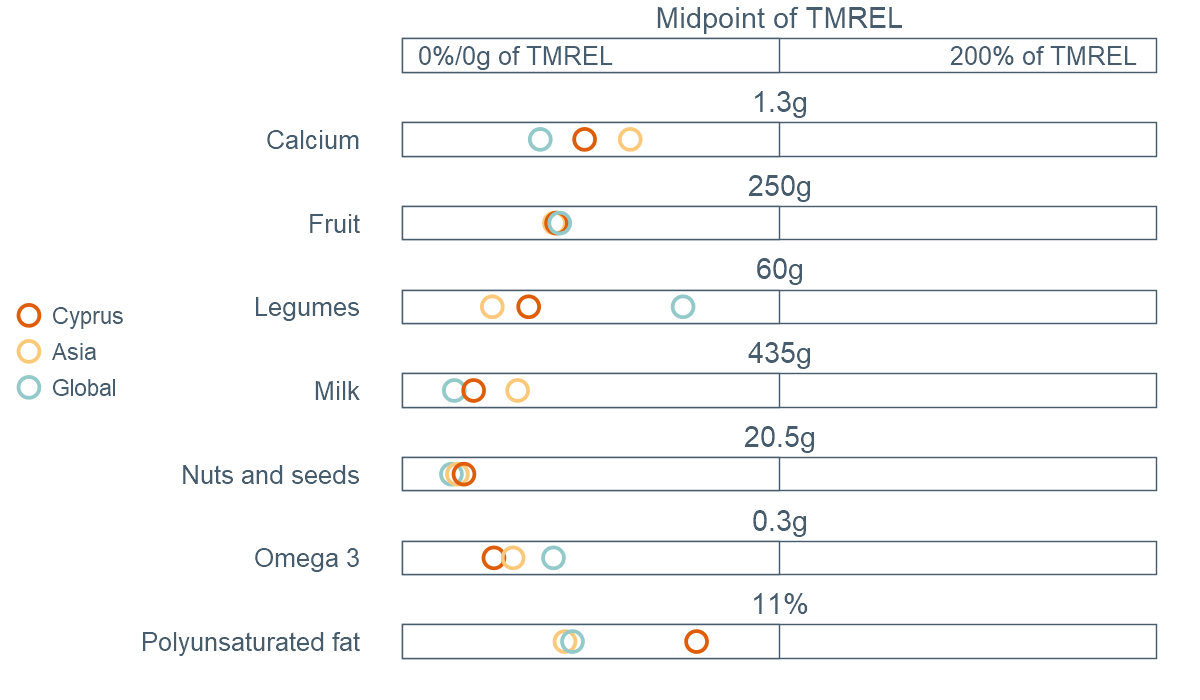 Midpoint of TMREL
0%/0g of TMREL 200% of TMREL
1.3g
Calcium
250g
Fruit
60g
Legumes
435g
Milk
20.5g
Nuts and seeds
0.3g
Omega 3
11%
Polyunsaturated fat
Cyprus
Asia
Global